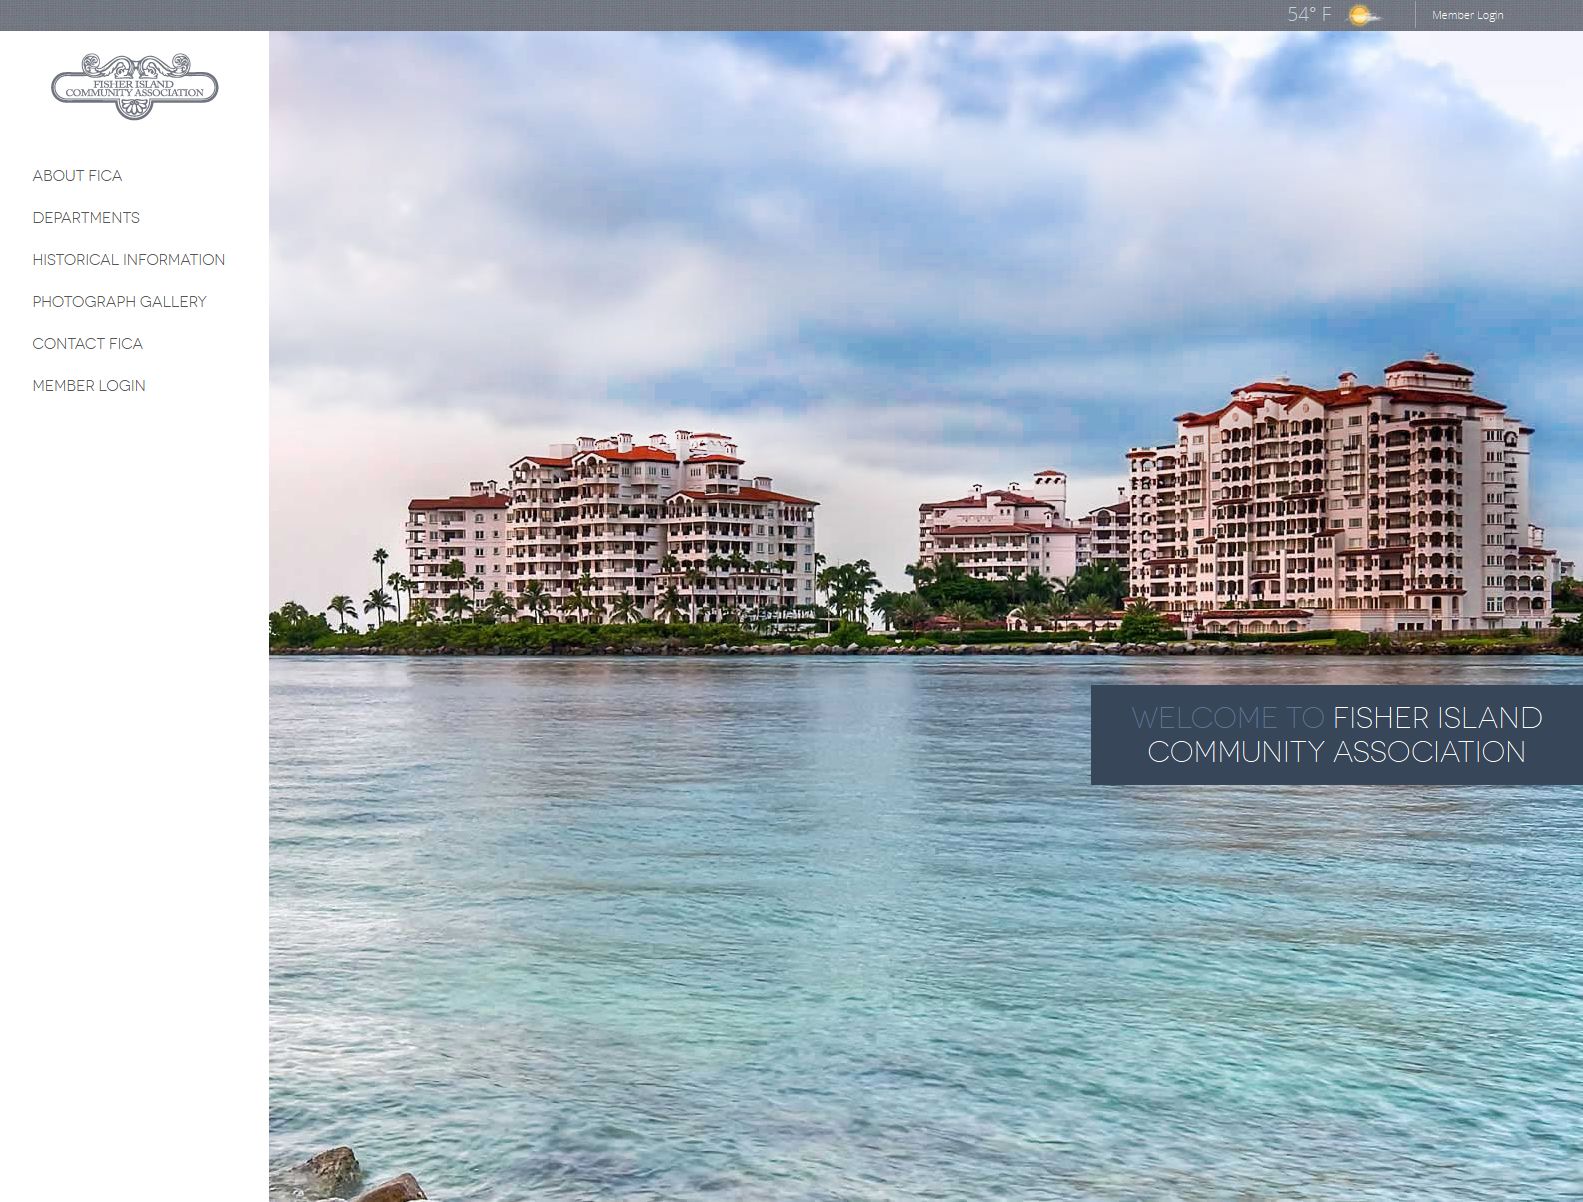 54° F
Member Login
FISHER ISLAND
COMMUNITY ASSOCIATION
ABOUT FICA
DEPARTMENTS
HISTORICAL INFORMATION
PHOTOGRAPH GALLERY
CONTACT FICA
MEMBER LOGIN
WELCOME TO FISHER ISLAND
COMMUNITY ASSOCIATION